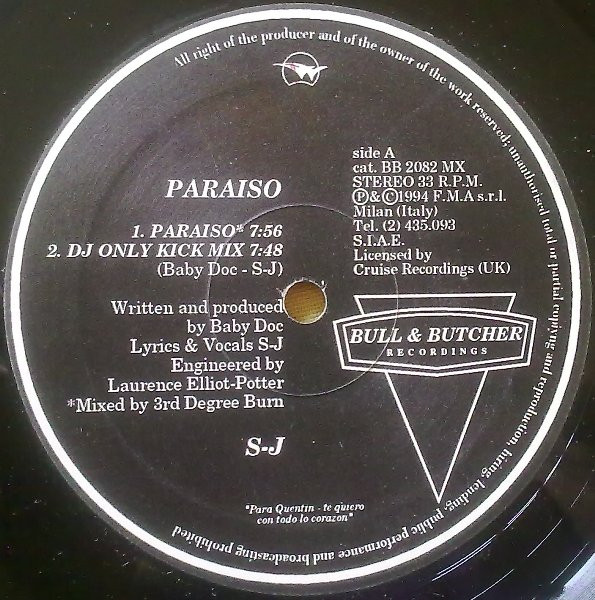 All right of the producer and of the owner of the work reserved; unauthorised total or partial copying and reproduction, hiring, lending, public performance and broadcasting prohibited
PARAISO
1. PARAISO* 7:56
2. DJ ONLY KICK MIX 7:48
(Baby Doc - S-J)
Written and produced
by Baby Doc
Lyrics & Vocals S-J
Engineered by
Laurence Elliot-Potter
*Mixed by 3rd Degree Burn
S-J
side A
cat. BB 2082 MX
STEREO 33 R.P.M.
Ⓟ&Ⓒ1994 F.M.A s.r.l.
Milan (Italy)
Tel. (2) 435.093
S.I.A.E.
Licensed by
Cruise Recordings (UK)
BULL & BUTCHER
RECORDINGS
"Para Quentin - te quiero
con todo lo corazon"